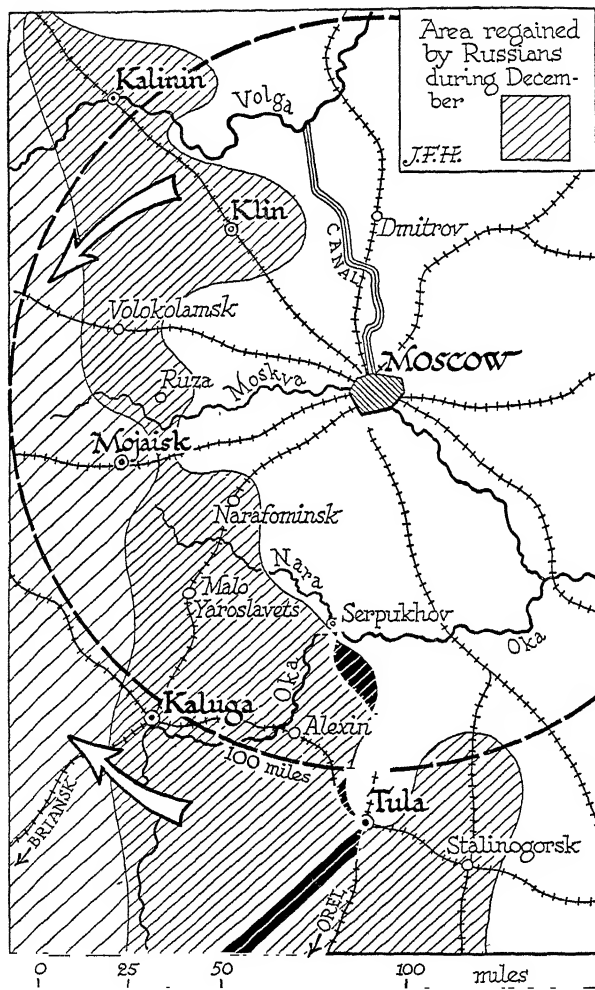 Area regained
by Russians
during Decem-
ber
J.F.H.
Kalinin
Volga
Klin
Dmitrov
CANAL
Volokolamsk
MOSCOW
Ruza
Moskva
Mojaisk
Narafominsk
Nara
Malo
Yaroslavets
Serpukhov
Oka
Oka
Kaluga
Alexin
100 miles
Tula
BRIANSK
Stalinogorsk
OREL
0 25 50 100 miles